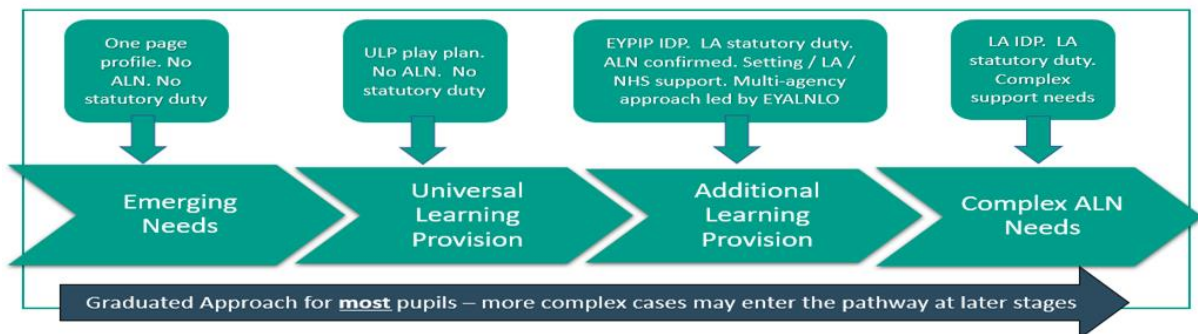 One page
profile. No
ALN. No
statutory duty
ULP play plan.
No ALN. No
statutory duty
EYPIP IDP. LA statutory duty.
ALN confirmed. Setting / LA /
NHS support. Multi-agency
approach led by EYALNLO
LA IDP. LA
statutory duty.
Complex
support needs
Emerging
Needs
Universal
Learning
Provision
Additional
Learning
Provision
Complex ALN
Needs
Graduated Approach for most pupils – more complex cases may enter the pathway at later stages